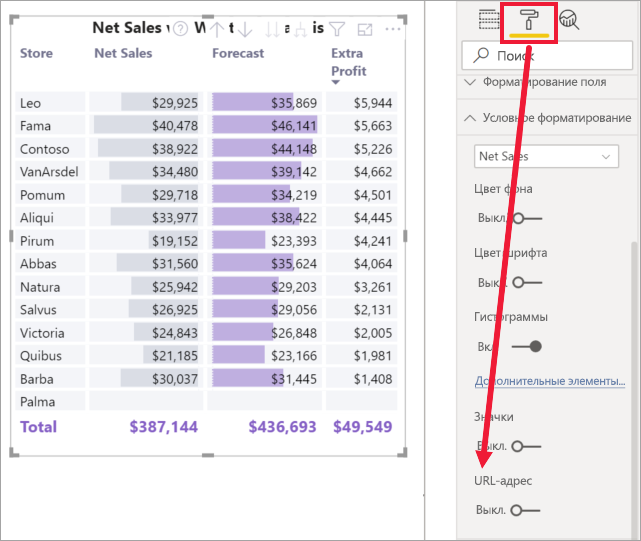 Net Sales
Store Net Sales Forecast Extra
Profit
Leo $29,925 $35,869 $5,944
Fama $40,478 $46,141 $5,663
Contoso $38,922 $44,148 $5,226
VanArsdel $34,480 $39,142 $4,662
Pomum $29,718 $34,219 $4,501
Aliqui $33,977 $38,422 $4,445
Pirum $19,152 $23,393 $4,241
Abbas $31,560 $35,624 $4,064
Natura $25,942 $29,203 $3,261
Salvus $26,925 $29,056 $2,131
Victoria $24,843 $26,848 $2,005
Quibus $21,185 $23,166 $1,981
Barba $30,037 $31,445 $1,408
Palma
Total $387,144 $436,693 $49,549
Поиск
Форматирование поля
Условное форматирование
Net Sales
Цвет фона
Выкл.
Цвет шрифта
Выкл.
Гистограммы
Вкл.
Дополнительные элементы...
Значки
Выкл.
URL-адрес
Выкл.